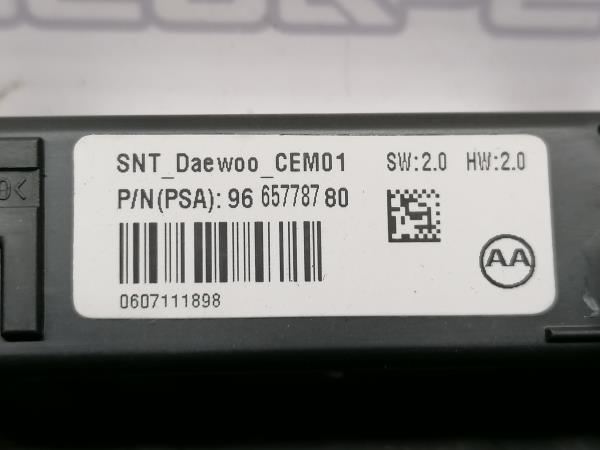 SNT_Daewoo_CEM01 SW:2.0 HW:2.0
P/N(PSA): 96 657787 80
0607111898
AA